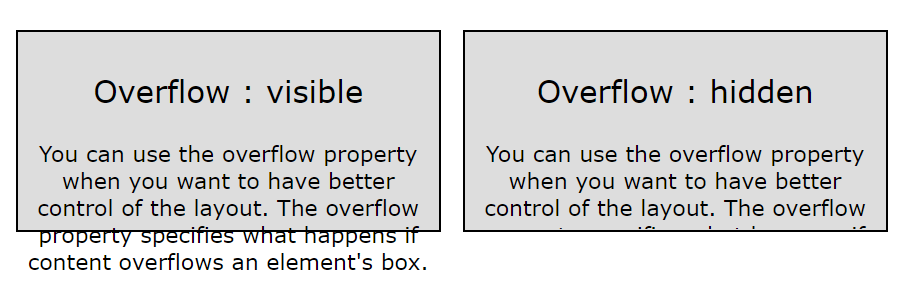 Overflow : visible
You can use the overflow property
when you want to have better
control of the layout. The overflow
property specifies what happens if
content overflows an element's box.
Overflow : hidden
You can use the overflow property
when you want to have better
control of the layout. The overflow